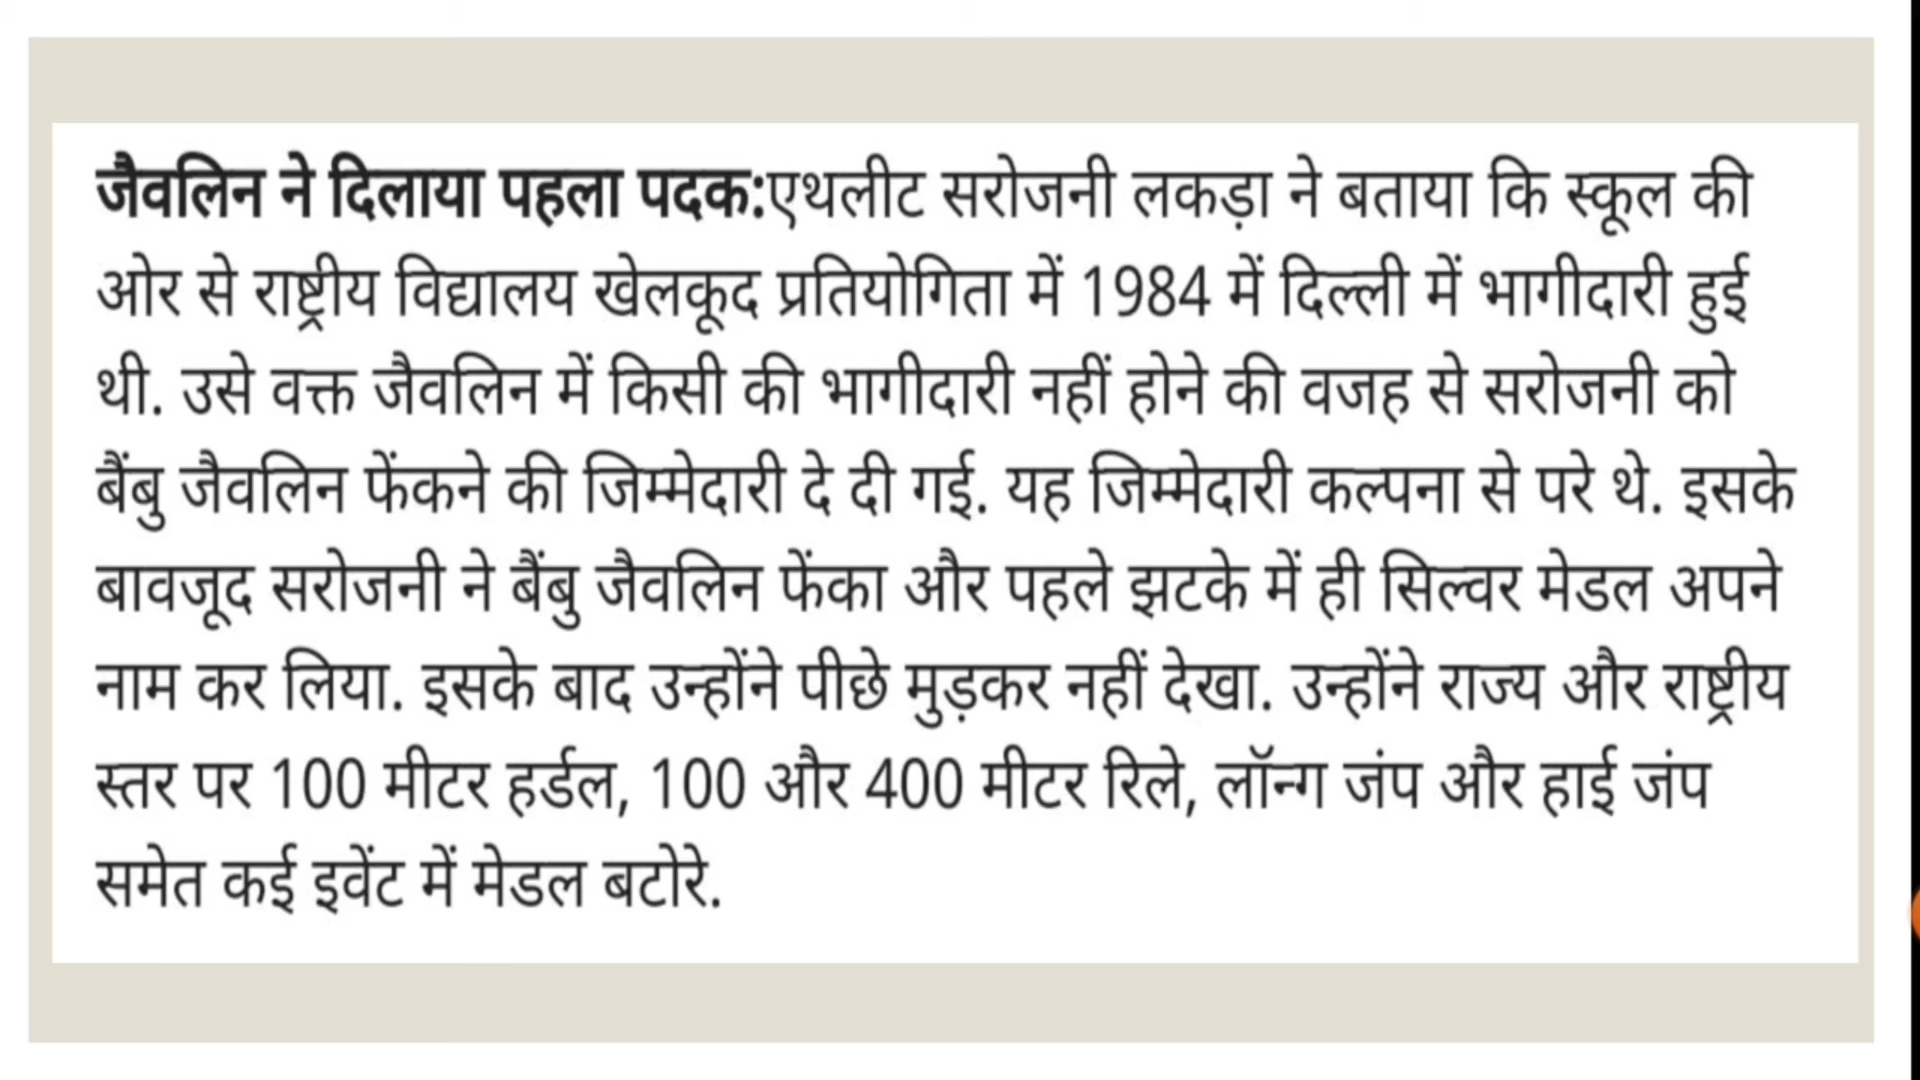 जैवलिन ने दिलाया पहला पदक:एथलीट सरोजनी लकड़ा ने बताया कि स्कूल की
ओर से राष्ट्रीय विद्यालय खेलकूद प्रतियोगिता में 1984 में दिल्ली में भागीदारी हुई
थी. उसे वक्त जैवलिन में किसी की भागीदारी नहीं होने की वजह से सरोजनी को
बैंबु जैवलिन फेंकने की जिम्मेदारी दे दी गई. यह जिम्मेदारी कल्पना से परे थे. इसके
बावजूद सरोजनी ने बैंबु जैवलिन फेंका और पहले झटके में ही सिल्वर मेडल अपने
नाम कर लिया. इसके बाद उन्होंने पीछे मुड़कर नहीं देखा. उन्होंने राज्य और राष्ट्रीय
स्तर पर 100 मीटर हर्डल, 100 और 400 मीटर रिले, लॉन्ग जंप और हाई जंप
समेत कई इवेंट में मेडल बटोरे.